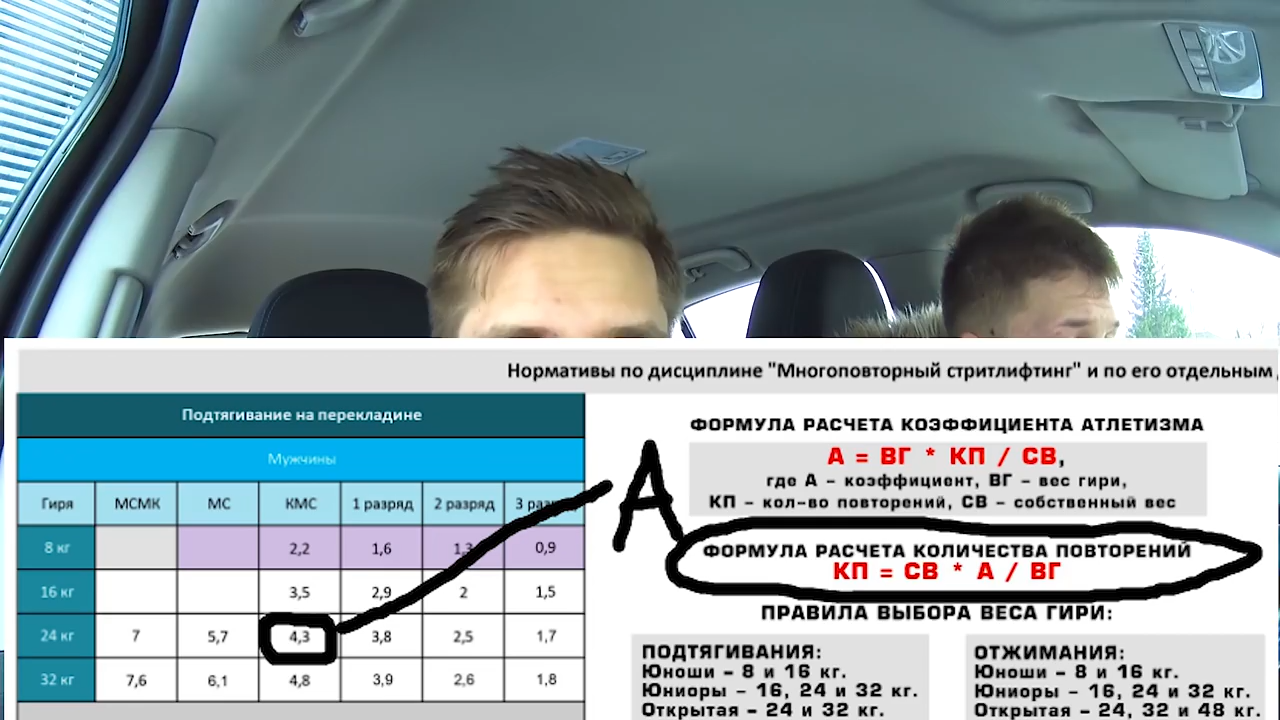 Нормативы по дисциплине "Многоповторный стритлифтинг" и по его отдельным
Подтягивание на перекладине
Мужчины
Гиря МСМК МС КМС 1 разряд 2 разряд 3
8 кг 2,2 1,6 1,3 0,9
16 кг 3,5 2,9 2 1,5
24 кг 7 5,7 4,3 3,8 2,5 1,7
32 кг 7,6 6,1 4,8 3,9 2,6 1,8
А
ФОРМУЛА РАСЧЕТА КОЭФФИЦИЕНТА АТЛЕТИЗМА
А = ВГ * КП / СВ,
где А – коэффициент, ВГ – вес гири,
КП – кол-во повторений, СВ – собственный вес
ФОРМУЛА РАСЧЕТА КОЛИЧЕСТВА ПОВТОРЕНИЙ
КП = СВ * А / ВГ
ПРАВИЛА ВЫБОРА ВЕСА ГИРИ:
ПОДТЯГИВАНИЯ:
Юноши – 8 и 16 кг.
Юниоры – 16, 24 и 32 кг.
Открытая – 24 и 32 кг.
ОТЖИМАНИЯ:
Юноши – 8 и 16 кг.
Юниоры – 16, 24 и 32 кг.
Открытая – 24, 32 и 48 кг.